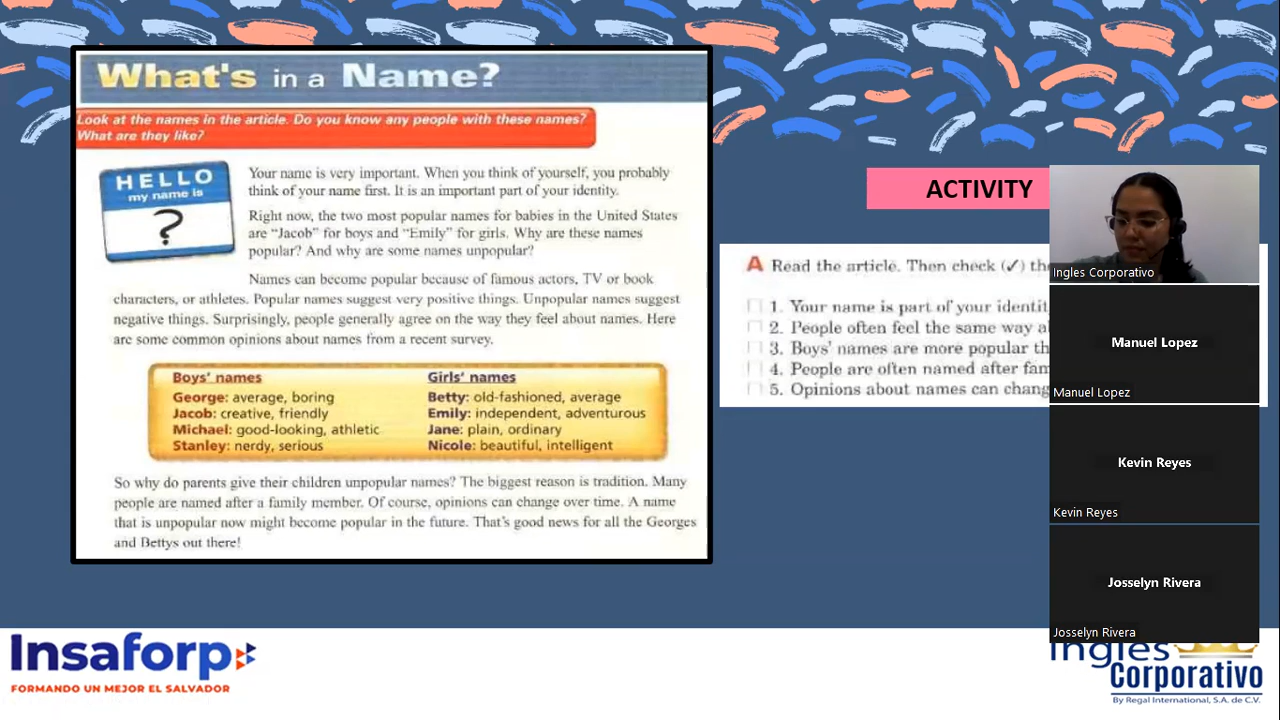 What's in a Name?
Look at the names in the article. Do you know any people with these names?
What are they like?
HELLO
my name is
?
Your name is very important. When you think of yourself, you probably
think of your name first. It is an important part of your identity.
Right now, the two most popular names for babies in the United States
are “Jacob” for boys and “Emily” for girls. Why are these names
popular? And why are some names unpopular?
Names can become popular because of famous actors, TV or book
characters, or athletes. Popular names suggest very positive things. Unpopular names suggest
negative things. Surprisingly, people generally agree on the way they feel about names. Here
are some common opinions about names from a recent survey.
Boys' names
George: average, boring
Jacob: creative, friendly
Michael: good-looking, athletic
Stanley: nerdy, serious
Girls' names
Betty: old-fashioned, average
Emily: independent, adventurous
Jane: plain, ordinary
Nicole: beautiful, intelligent
So why do parents give their children unpopular names? The biggest reason is tradition. Many
people are named after a family member. Of course, opinions can change over time. A name
that is unpopular now might become popular in the future. That's good news for all the Georges
and Bettys out there!
ACTIVITY
A Read the article. Then check (✓) th
1. Your name is part of your identit
2. People often feel the same way a
3. Boys' names are more popular th
4. People are often named after fam
5. Opinions about names can chang
Ingles Corporativo
Manuel Lopez
Manuel Lopez
Kevin Reyes
Kevin Reyes
Josselyn Rivera
Josselyn Rivera
Insaforp
FORMANDO UN MEJOR EL SALVADOR
Ingles
Corporativo
By Regal International, S.A. de C.V.